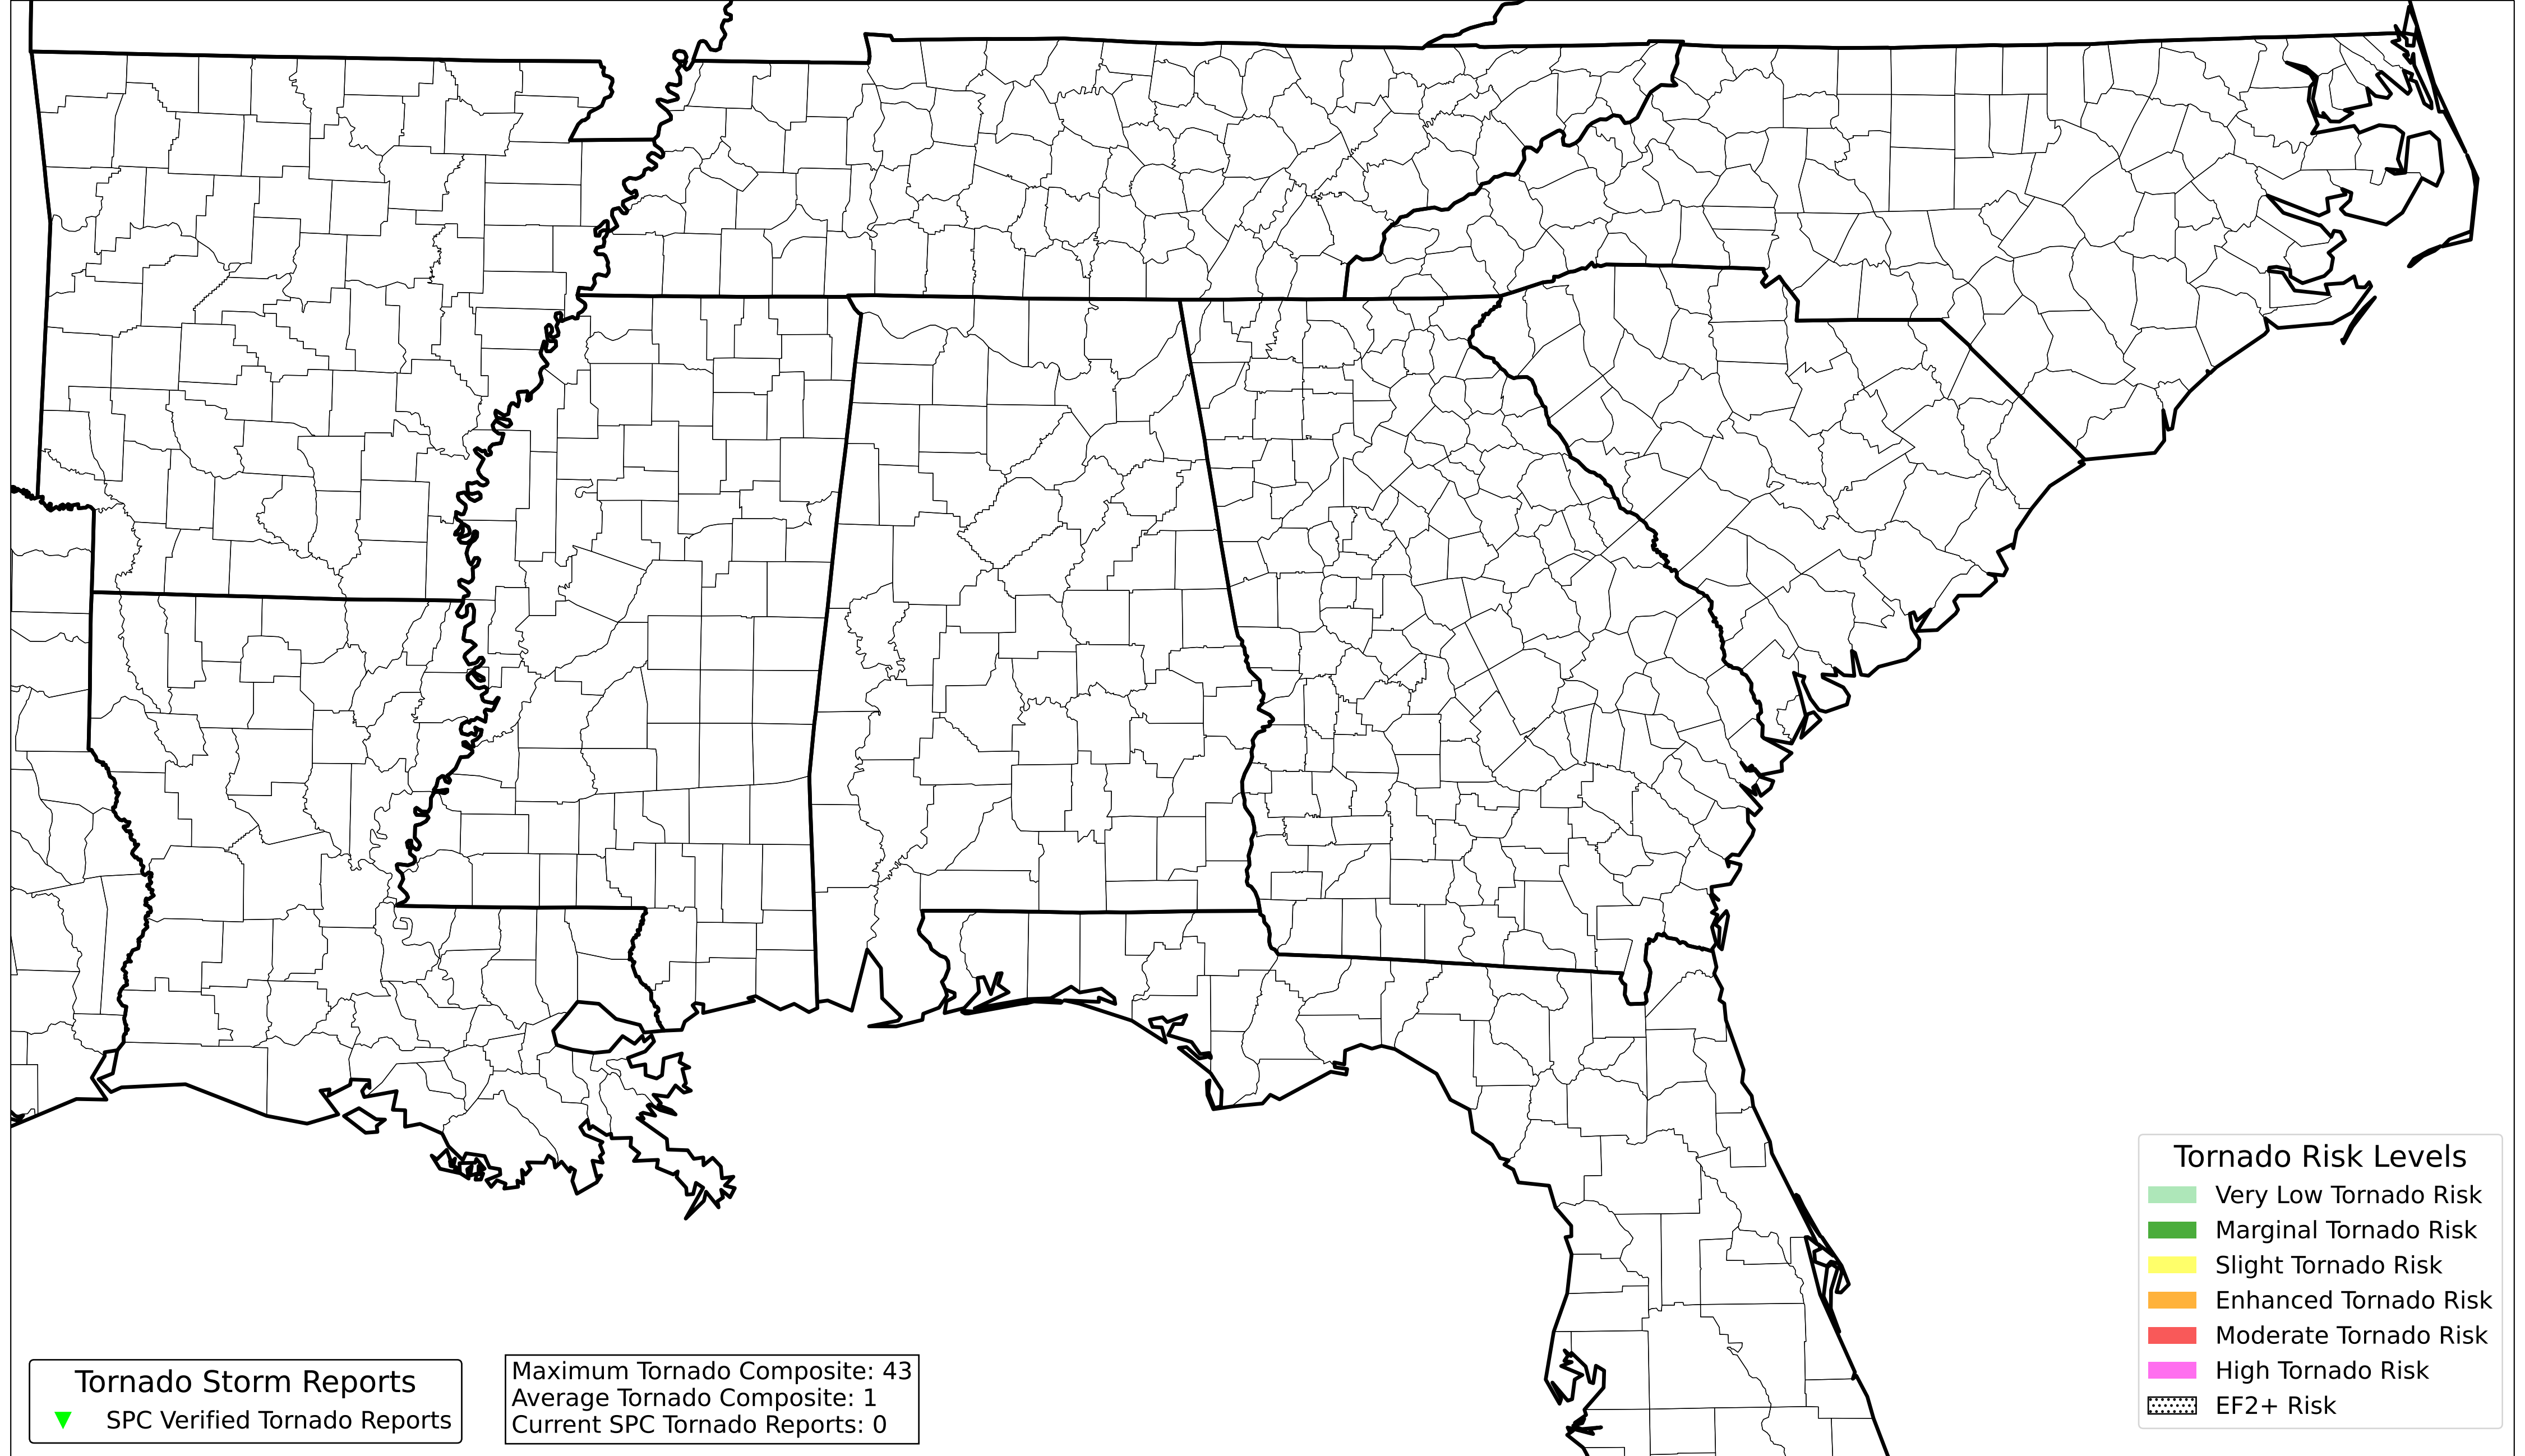 Tornado Storm Reports
SPC Verified Tornado Reports
Maximum Tornado Composite: 43
Average Tornado Composite: 1
Current SPC Tornado Reports: 0
Tornado Risk Levels
Very Low Tornado Risk
Marginal Tornado Risk
Slight Tornado Risk
Enhanced Tornado Risk
Moderate Tornado Risk
High Tornado Risk
EF2+ Risk